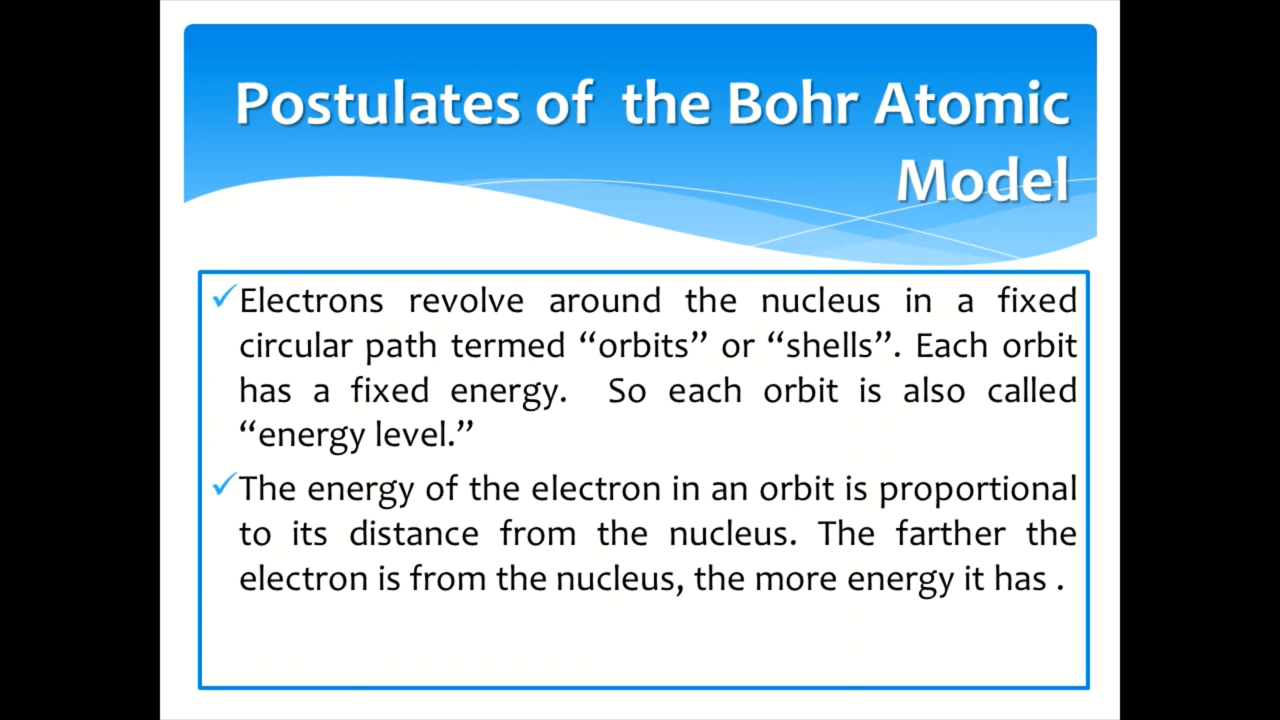 Postulates of the Bohr Atomic
Model
✓Electrons revolve around the nucleus in a fixed
circular path termed “orbits” or “shells”. Each orbit
has a fixed energy. So each orbit is also called
“energy level.”
✓The energy of the electron in an orbit is proportional
to its distance from the nucleus. The farther the
electron is from the nucleus, the more energy it has .